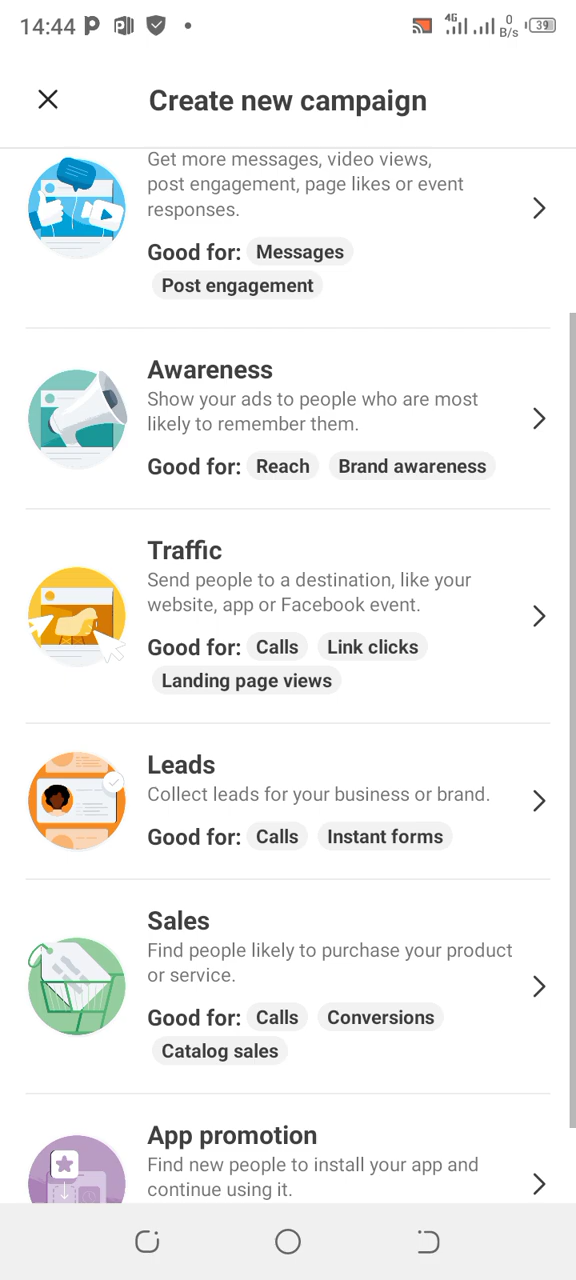 14:44
4G
0
B/s
39
Create new campaign
Get more messages, video views,
post engagement, page likes or event
responses.
Good for: Messages
Post engagement
Awareness
Show your ads to people who are most
likely to remember them.
Good for: Reach Brand awareness
Traffic
Send people to a destination, like your
website, app or Facebook event.
Good for: Calls Link clicks
Landing page views
Leads
Collect leads for your business or brand.
Good for: Calls Instant forms
Sales
Find people likely to purchase your product
or service.
Good for: Calls Conversions
Catalog sales
App promotion
Find new people to install your app and
continue using it.